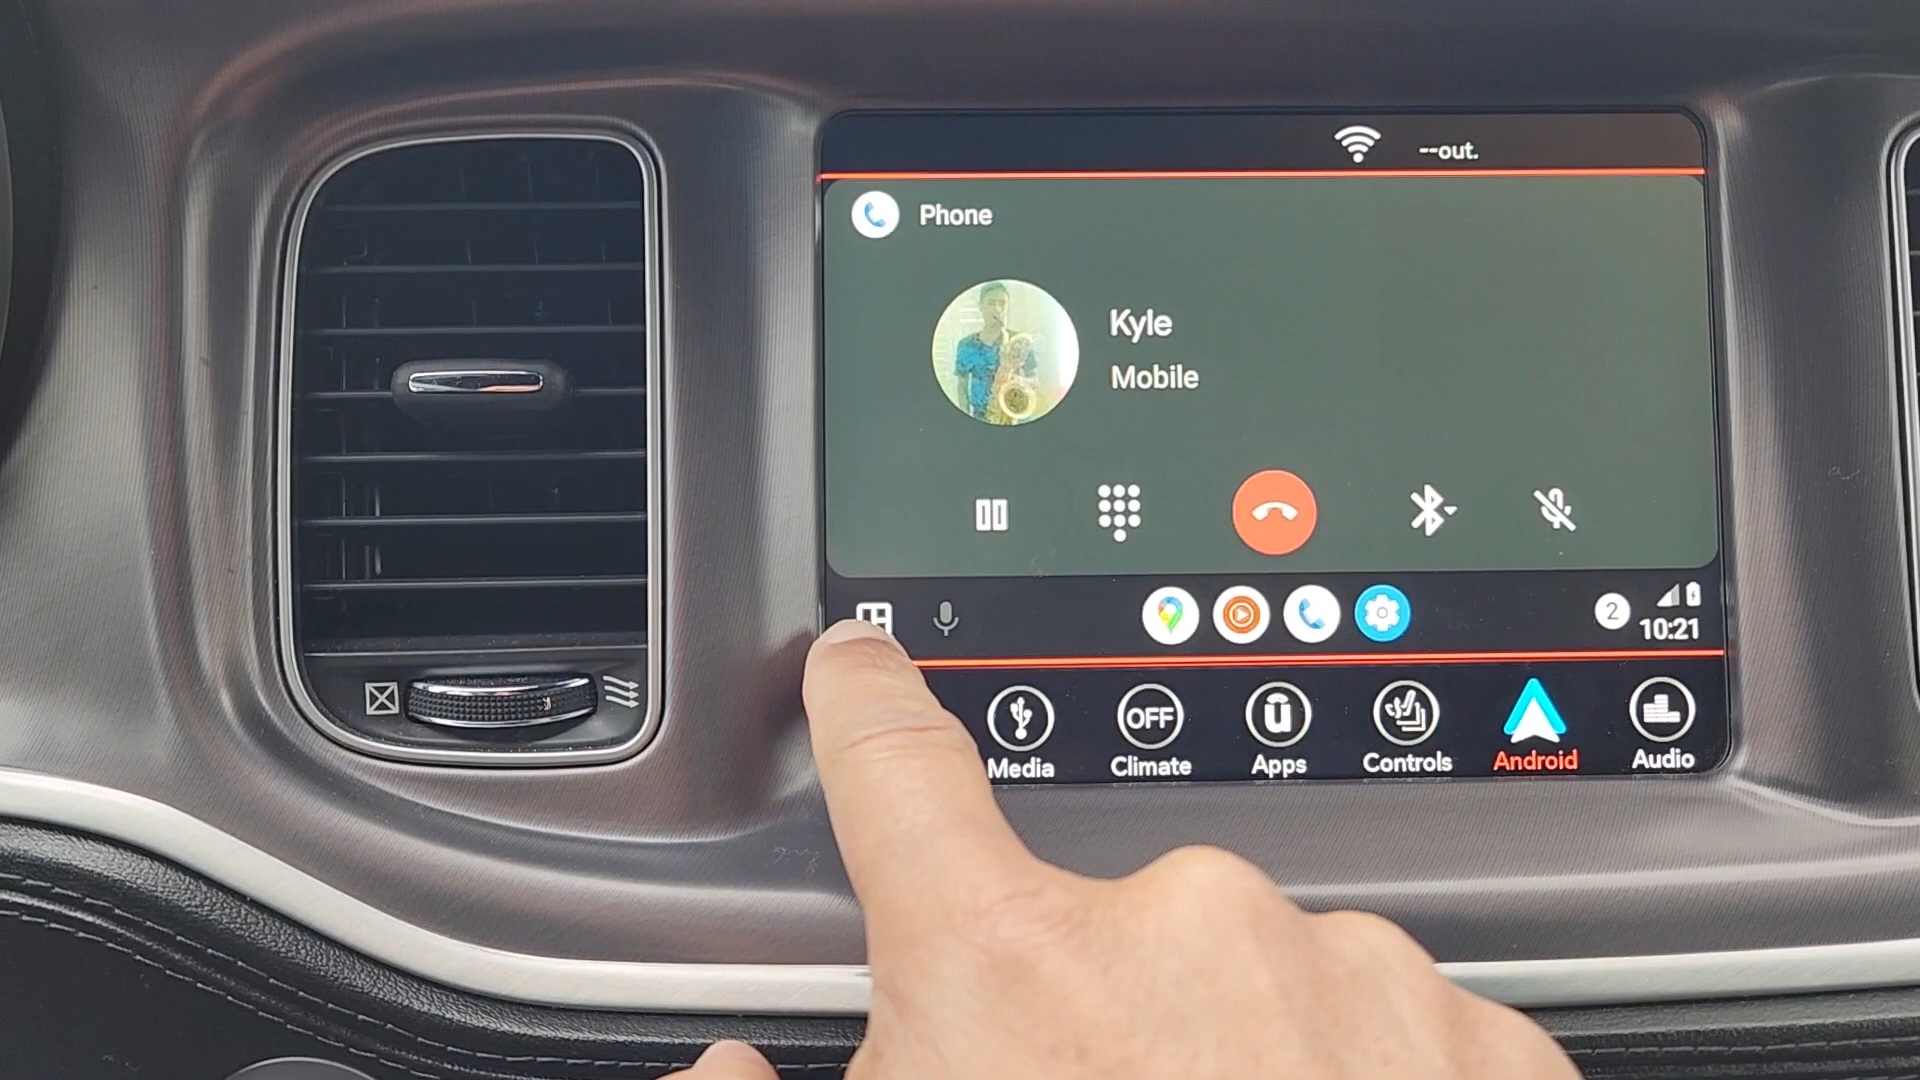 --out.
Phone
Kyle
Mobile
2
10:21
OFF
Media
Climate
Apps
Controls
Android
Audio